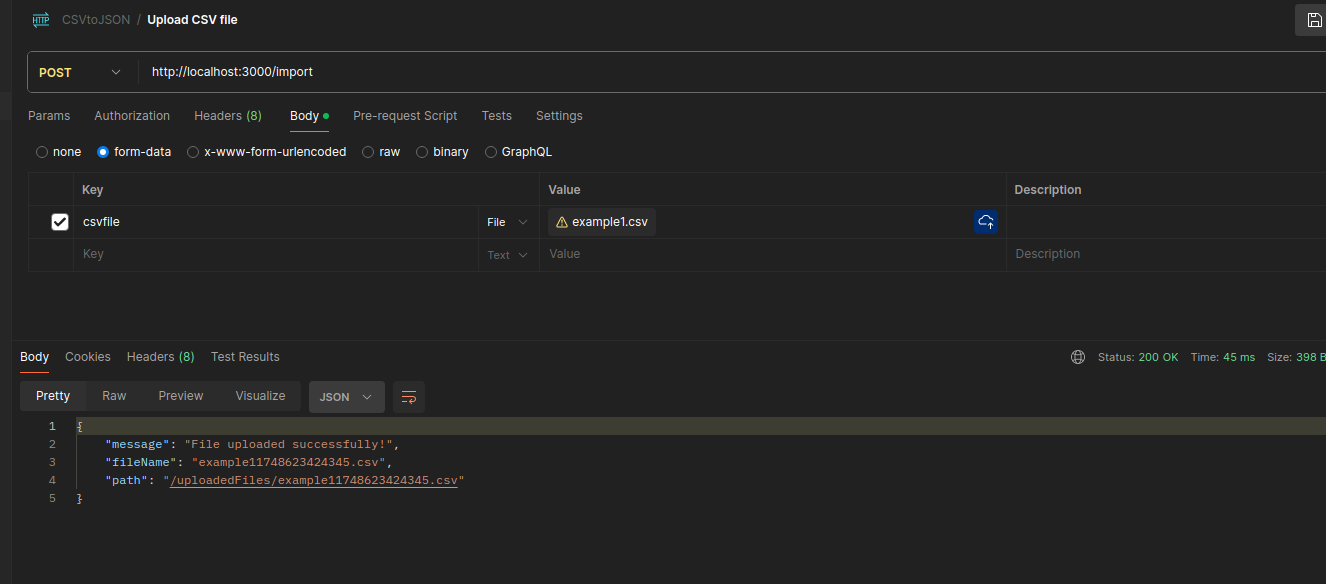 HTTP CSVtoJSON / Upload CSV file
POST http://localhost:3000/import
Params Authorization Headers (8) Body Pre-request Script Tests Settings
none form-data x-www-form-urlencoded raw binary GraphQL
Key Value Description
csvfile File example1.csv
Key Text Value Description
Body Cookies Headers (8) Test Results Status: 200 OK Time: 45 ms Size: 398 B
Pretty Raw Preview Visualize JSON
1 {
2 "message": "File uploaded successfully!",
3 "fileName": "example11748623424345.csv",
4 "path": "/uploadedFiles/example11748623424345.csv"
5 }